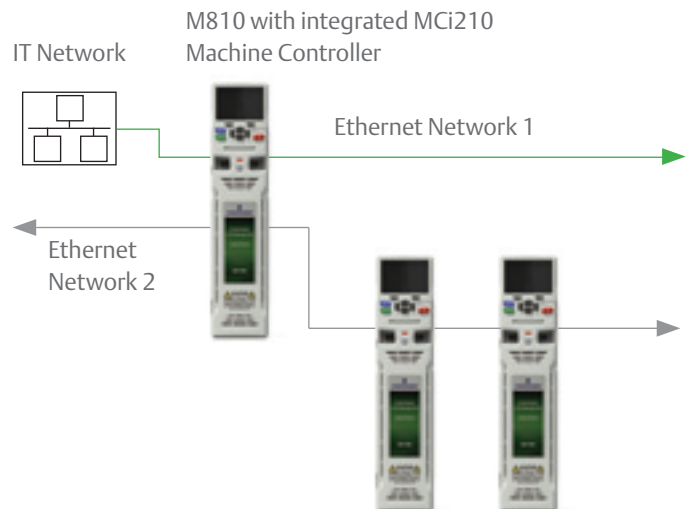 M810 with integrated MCi210
Machine Controller
IT Network
Ethernet Network 1
Ethernet
Network 2